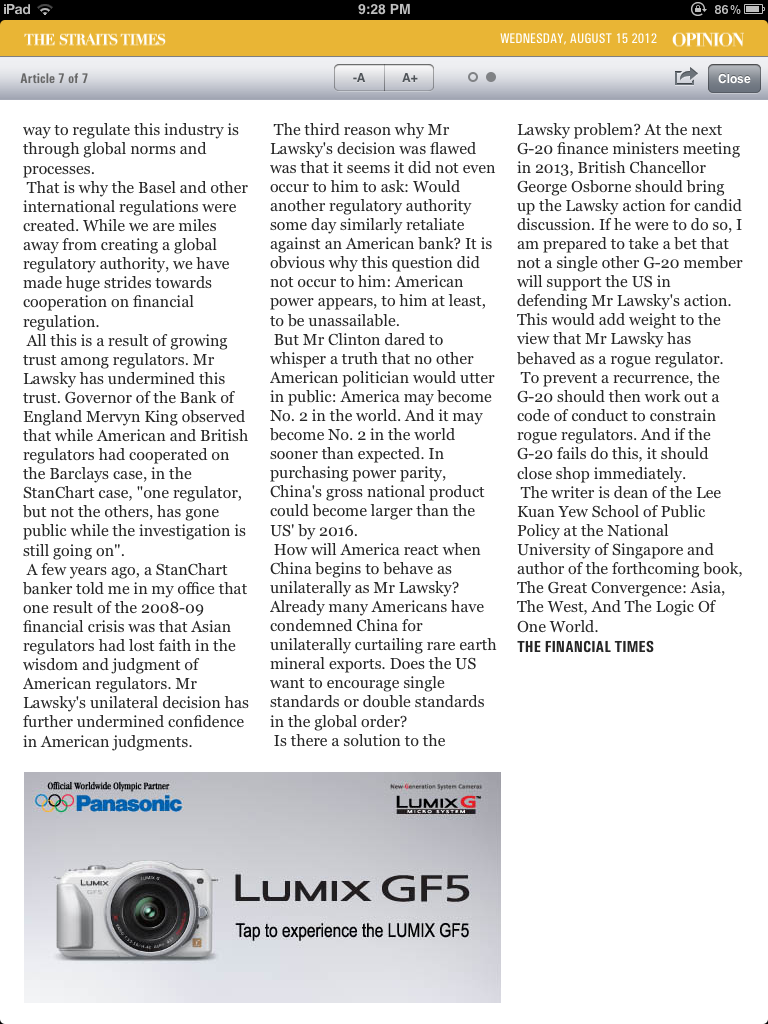 iPad 9:28 PM 86%
THE STRAITS TIMES WEDNESDAY, AUGUST 15 2012 OPINION
Article 7 of 7 -A A+ Close
way to regulate this industry is
through global norms and
processes.
That is why the Basel and other
international regulations were
created. While we are miles
away from creating a global
regulatory authority, we have
made huge strides towards
cooperation on financial
regulation.
All this is a result of growing
trust among regulators. Mr
Lawsky has undermined this
trust. Governor of the Bank of
England Mervyn King observed
that while American and British
regulators had cooperated on
the Barclays case, in the
StanChart case, "one regulator,
but not the others, has gone
public while the investigation is
still going on".
A few years ago, a StanChart
banker told me in my office that
one result of the 2008-09
financial crisis was that Asian
regulators had lost faith in the
wisdom and judgment of
American regulators. Mr
Lawsky's unilateral decision has
further undermined confidence
in American judgments.
The third reason why Mr
Lawsky's decision was flawed
was that it seems it did not even
occur to him to ask: Would
another regulatory authority
some day similarly retaliate
against an American bank? It is
obvious why this question did
not occur to him: American
power appears, to him at least,
to be unassailable.
But Mr Clinton dared to
whisper a truth that no other
American politician would utter
in public: America may become
No. 2 in the world. And it may
become No. 2 in the world
sooner than expected. In
purchasing power parity,
China's gross national product
could become larger than the
US' by 2016.
How will America react when
China begins to behave as
unilaterally as Mr Lawsky?
Already many Americans have
condemned China for
unilaterally curtailing rare earth
mineral exports. Does the US
want to encourage single
standards or double standards
in the global order?
Is there a solution to the
Lawsky problem? At the next
G-20 finance ministers meeting
in 2013, British Chancellor
George Osborne should bring
up the Lawsky action for candid
discussion. If he were to do so, I
am prepared to take a bet that
not a single other G-20 member
will support the US in
defending Mr Lawsky's action.
This would add weight to the
view that Mr Lawsky has
behaved as a rogue regulator.
To prevent a recurrence, the
G-20 should then work out a
code of conduct to constrain
rogue regulators. And if the
G-20 fails do this, it should
close shop immediately.
The writer is dean of the Lee
Kuan Yew School of Public
Policy at the National
University of Singapore and
author of the forthcoming book,
The Great Convergence: Asia,
The West, And The Logic Of
One World.
THE FINANCIAL TIMES
Official Worldwide Olympic Partner
Panasonic
New-Generation System Cameras
LUMIX G™
MICRO SYSTEM
LUMIX
GF5
LUMIX GF5
Tap to experience the LUMIX GF5